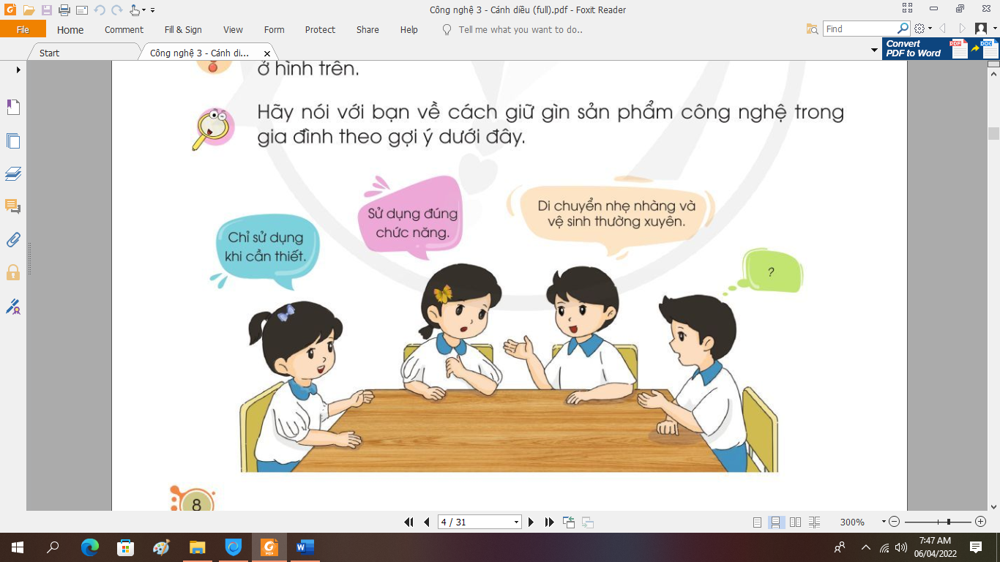 Công nghệ 3 - Cánh diều (full).pdf - Foxit Reader
File Home Comment Fill & Sign View Form Protect Share Help Tell me what you want to do.. Find
Start Công nghệ 3 - Cánh di... Convert
PDF to Word PDF DOC
ở hình trên.
Hãy nói với bạn về cách giữ gìn sản phẩm công nghệ trong
gia đình theo gợi ý dưới đây.
Chỉ sử dụng
khi cần thiết.
Sử dụng đúng
chức năng.
Di chuyển nhẹ nhàng và
vệ sinh thường xuyên.
?
8
4 / 31 300%
PDF W 7:47 AM
06/04/2022